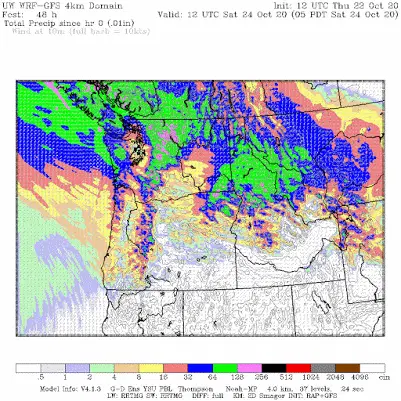 UW WRF-GFS 4km Domain Init: 12 UTC Thu 22 Oct 20
Fcst: 48 h Valid: 12 UTC Sat 24 Oct 20 (05 PDT Sat 24 Oct 20)
Total Precip since hr 0 (.01in)
Wind at 10m (full barb = 10kts)
.5 1 2 4 8 16 32 64 128 256 512 1024 2048 4096 cin
Model Info: V4.1.3 G-D Ens YSU PBL Thompson Noah-MP 4.0 km, 37 levels, 24 sec
LW: RRTMG SW: RRTMG DIFF: full KM: 2D Smagor INIT: RAP+GFS